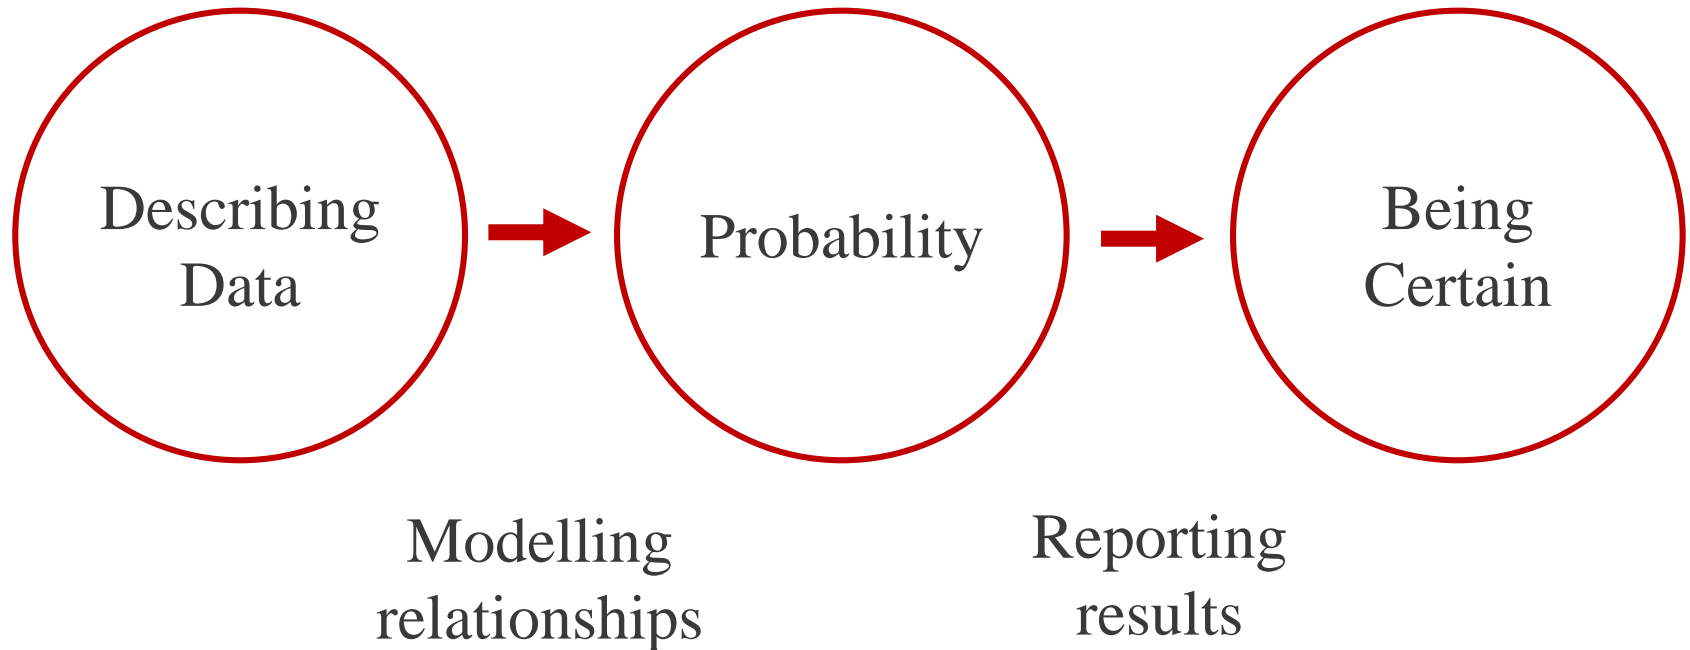 Describing
Data
Probability
Being
Certain
Modelling
relationships
Reporting
results